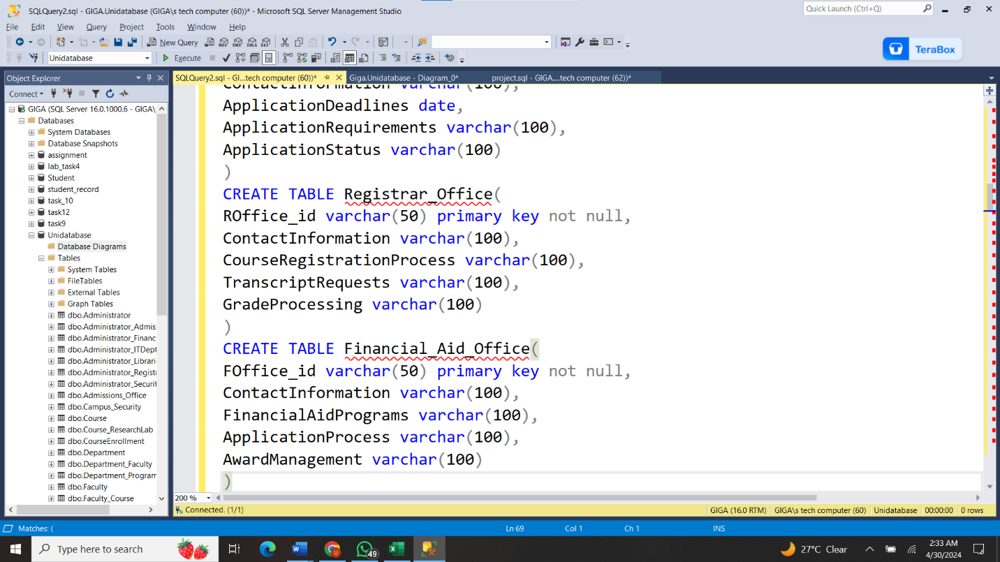 SQLQuery2.sql - GIGA.Unidatabase (GIGA\s tech computer (60))* - Microsoft SQL Server Management Studio
Quick Launch (Ctrl+Q)
File Edit View Query Project Tools Window Help
New Query
MDX DMX XMLA DAX
TeraBox
Unidatabase
Execute
Object Explorer
SQLQuery2.sql - GI...tech computer (60))*
Giga.Unidatabase - Diagram_0*
project.sql - GIGA....tech computer (62))*
Connect
GIGA (SQL Server 16.0.1000.6 - GIGA\
Databases
System Databases
Database Snapshots
assignment
lab_task4
Student
student_record
task_10
task12
task9
Unidatabase
Database Diagrams
Tables
System Tables
FileTables
External Tables
Graph Tables
dbo.Administrator
dbo.Administrator_Admis
dbo.Administrator_Financ
dbo.Administrator_ITDept
dbo.Administrator_Librari
dbo.Administrator_Registr
dbo.Administrator_Securit
dbo.Admissions_Office
dbo.Campus_Security
dbo.Course
dbo.Course_ResearchLab
dbo.CourseEnrollment
dbo.Department
dbo.Department_Faculty
dbo.Department_Program
dbo.Faculty
dbo.Faculty_Course
ContactInformation varchar(100),
ApplicationDeadlines date,
ApplicationRequirements varchar(100),
ApplicationStatus varchar(100)
)
CREATE TABLE Registrar_Office(
ROffice_id varchar(50) primary key not null,
ContactInformation varchar(100),
CourseRegistrationProcess varchar(100),
TranscriptRequests varchar(100),
GradeProcessing varchar(100)
)
CREATE TABLE Financial_Aid_Office(
FOffice_id varchar(50) primary key not null,
ContactInformation varchar(100),
FinancialAidPrograms varchar(100),
ApplicationProcess varchar(100),
AwardManagement varchar(100)
)
200 %
Connected. (1/1)
GIGA (16.0 RTM) GIGA\s tech computer (60) Unidatabase 00:00:00 0 rows
Matches: (
Ln 69 Col 1 Ch 1 INS
Type here to search
49
27°C Clear
2:33 AM
4/30/2024